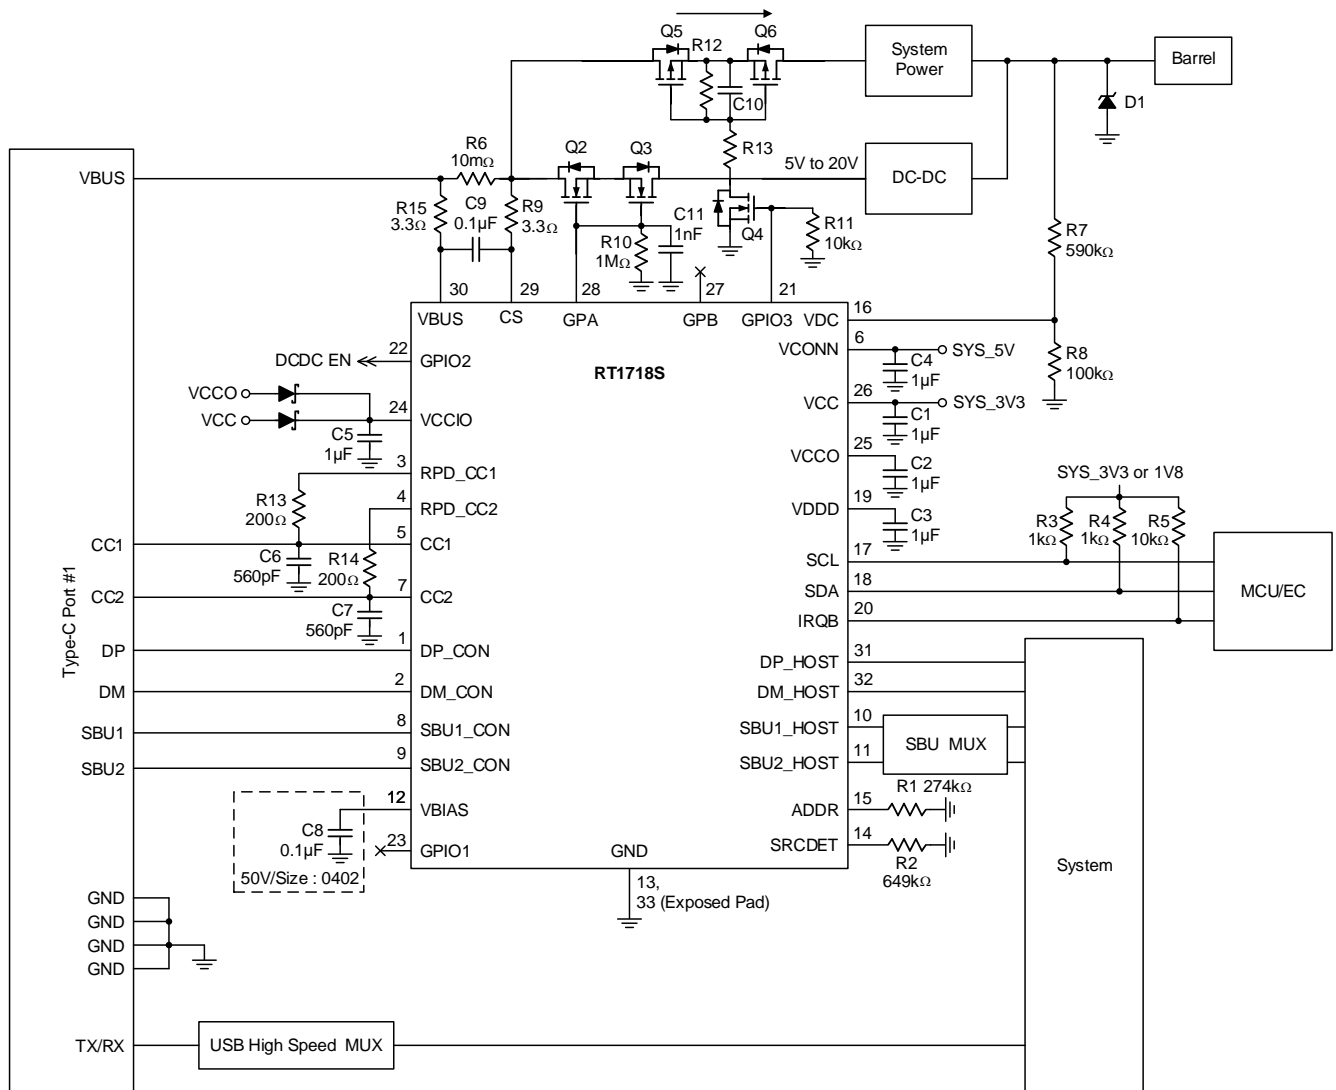 Q5
R12
Q6
C10
System
Power
Barrel
D1
R13
R6
10mΩ
Q2
Q3
5V to 20V
DC-DC
VBUS
R15
3.3Ω
C9
0.1µF
R9
3.3Ω
R10
1MΩ
C11
1nF
Q4
R11
10kΩ
R7
590kΩ
30
29
28
27
21
VBUS
CS
GPA
GPB
GPIO3
16
VDC
R8
100kΩ
RT1718S
DCDC EN
22
GPIO2
VCCO
VCC
24
VCCIO
C5
1µF
3
RPD_CC1
R13
200Ω
4
RPD_CC2
CC1
5
CC1
C6
560pF
R14
200Ω
CC2
7
CC2
C7
560pF
DP
1
DP_CON
DM
2
DM_CON
SBU1
8
SBU1_CON
SBU2
9
SBU2_CON
12
VBIAS
C8
0.1µF
23
GPIO1
50V/Size : 0402
VCONN
6
SYS_5V
C4
1µF
VCC
26
SYS_3V3
C1
1µF
VCCO
25
C2
1µF
VDDD
19
C3
1µF
SYS_3V3 or 1V8
R3
1kΩ
R4
1kΩ
R5
10kΩ
SCL
17
SDA
18
IRQB
20
MCU/EC
DP_HOST
31
DM_HOST
32
SBU1_HOST
10
SBU2_HOST
11
SBU MUX
ADDR
15
R1 274kΩ
SRCDET
14
R2
649kΩ
GND
13,
33 (Exposed Pad)
System
Type-C Port #1
GND
GND
GND
GND
TX/RX
USB High Speed MUX